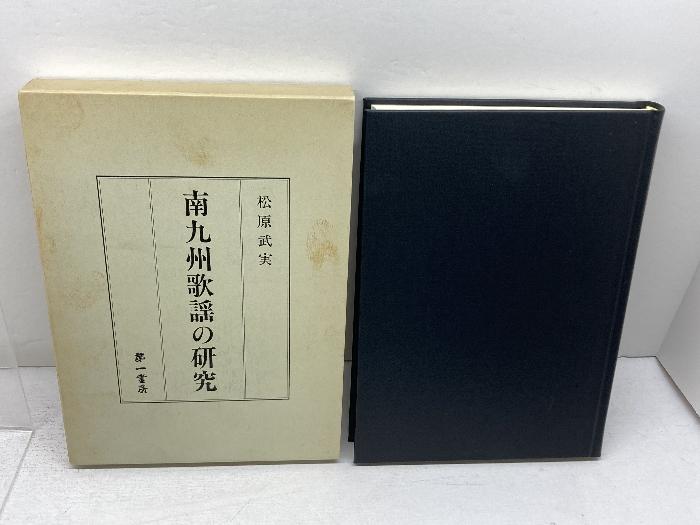 松原武実
南九州歌謡の研究
第一書房